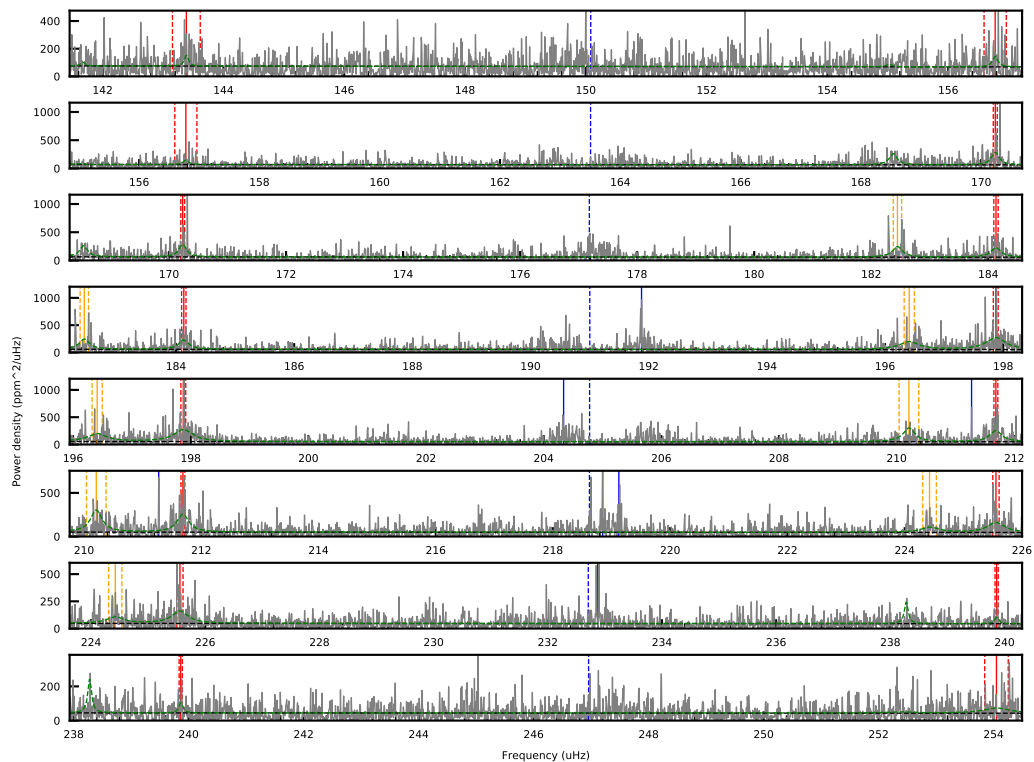 400
200
0
142 144 146 148 150 152 154 156
1000
500
0
156 158 160 162 164 166 168 170
1000
500
0
170 172 174 176 178 180 182 184
1000
500
0
184 186 188 190 192 194 196 198
1000
500
0
196 198 200 202 204 206 208 210 212
500
0
210 212 214 216 218 220 222 224 226
500
250
0
224 226 228 230 232 234 236 238 240
200
0
238 240 242 244 246 248 250 252 254
Power density (ppm^2/uHz)
Frequency (uHz)